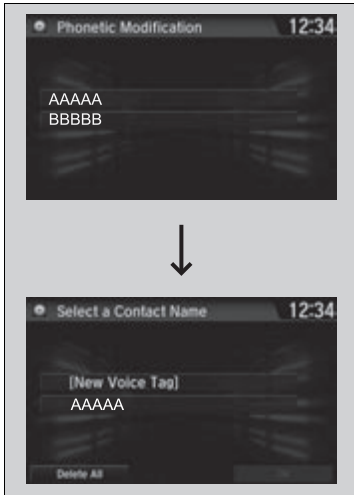 Phonetic Modification 12:34
AAAAA
BBBBB
Select a Contact Name 12:34
[New Voice Tag]
AAAAA
Delete All